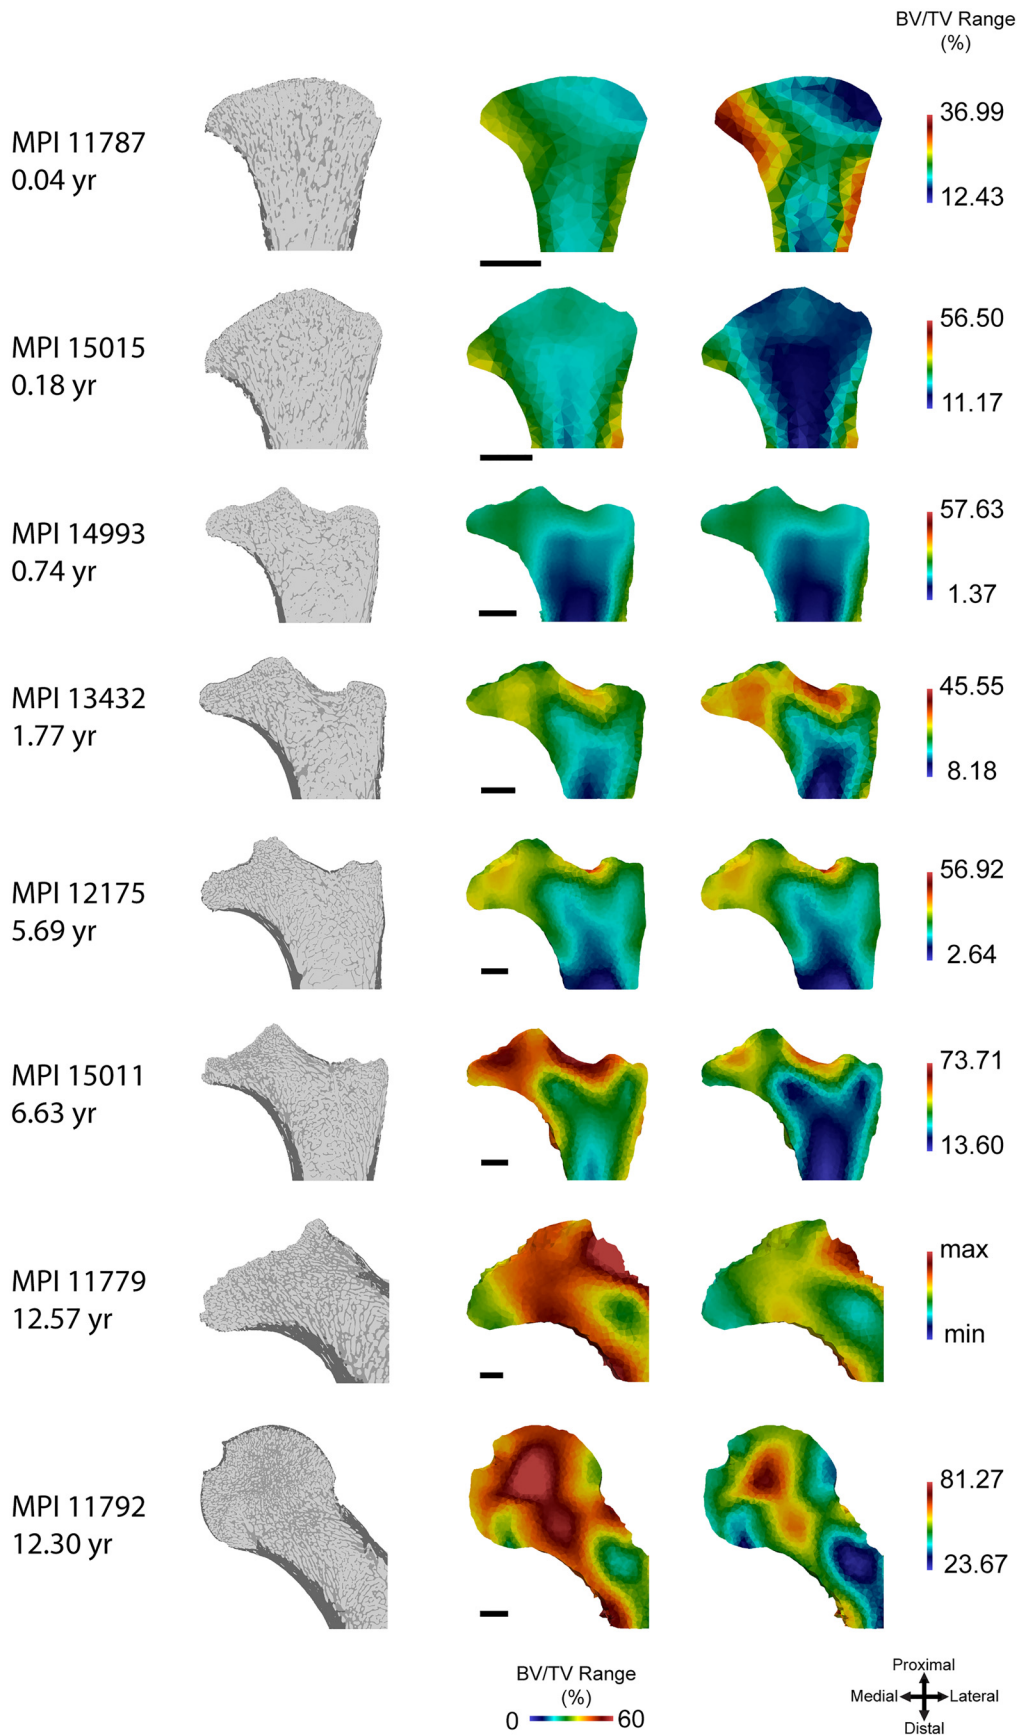 BV/TV Range
(%)
MPI 11787
0.04 yr
36.99
12.43
MPI 15015
0.18 yr
56.50
11.17
MPI 14993
0.74 yr
57.63
1.37
MPI 13432
1.77 yr
45.55
8.18
MPI 12175
5.69 yr
56.92
2.64
MPI 15011
6.63 yr
73.71
13.60
MPI 11779
12.57 yr
max
min
MPI 11792
12.30 yr
81.27
23.67
BV/TV Range
(%)
0 60
Proximal
Medial Lateral
Distal